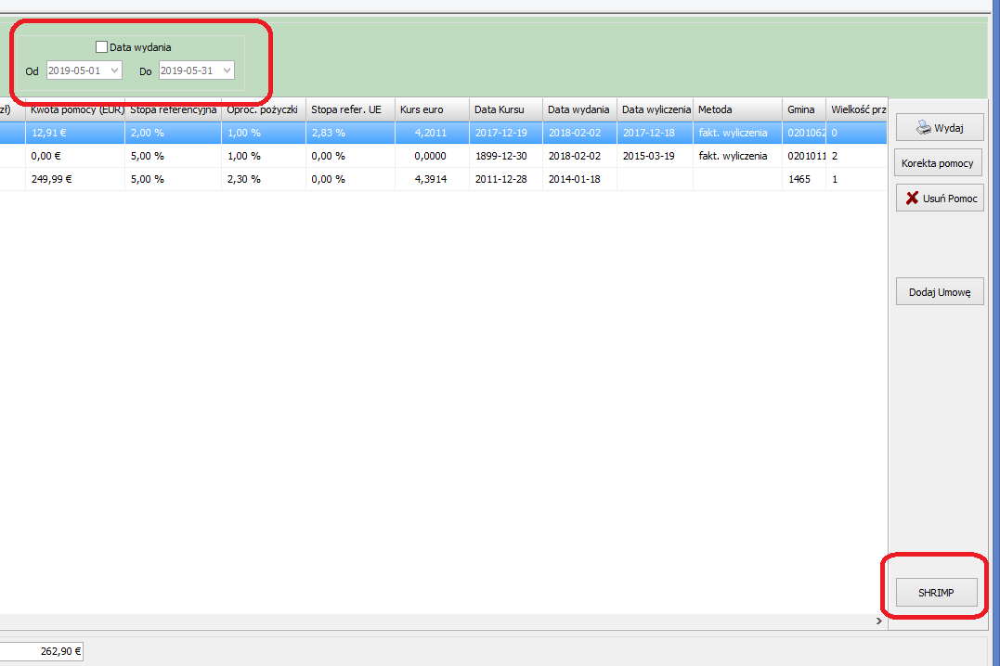 Data wydania
Od 2019-05-01 Do 2019-05-31
zł) Kwota pomocy (EUR) Stopa referencyjna Oproc. pożyczki Stopa refer. UE Kurs euro Data Kursu Data wydania Data wyliczenia Metoda Gmina Wielkość prz
12,91 € 2,00 % 1,00 % 2,83 % 4,2011 2017-12-19 2018-02-02 2017-12-18 fakt. wyliczenia 0201062 0
0,00 € 5,00 % 1,00 % 0,00 % 0,0000 1899-12-30 2018-02-02 2015-03-19 fakt. wyliczenia 0201011 2
249,99 € 5,00 % 2,30 % 0,00 % 4,3914 2011-12-28 2014-01-18 1465 1
Wydaj
Korekta pomocy
Usuń Pomoc
Dodaj Umowę
SHRIMP
262,90 €